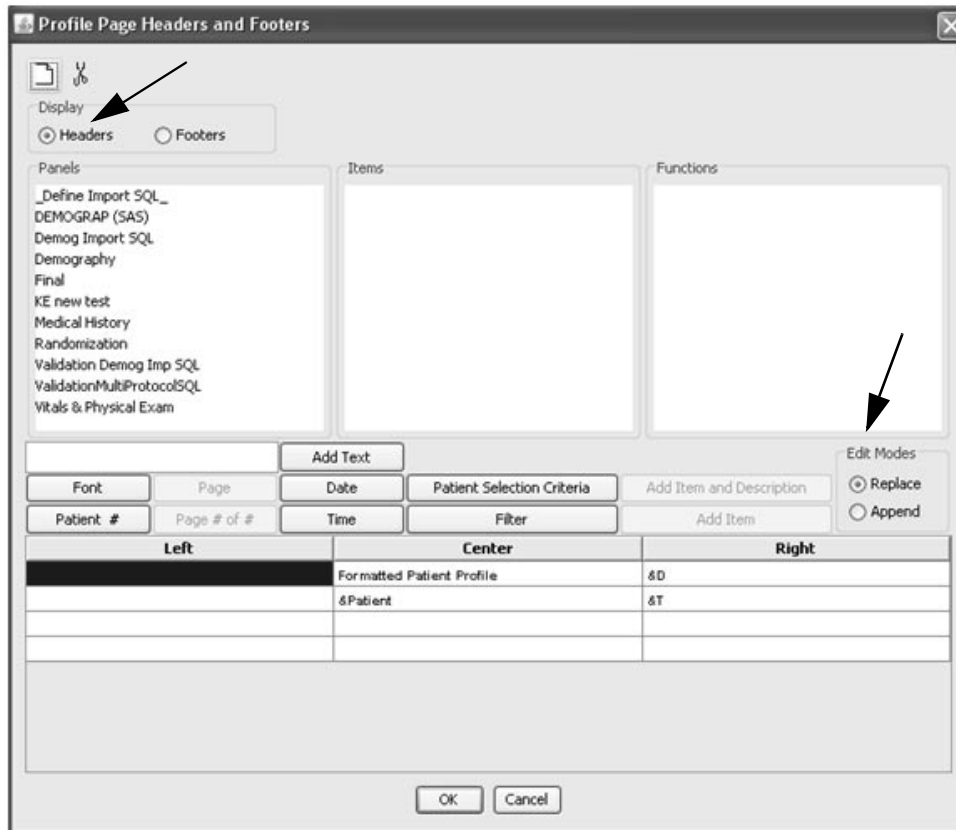 Profile Page Headers and Footers
Display
Headers Footers
Panels Items Functions
_Define Import SQL_
DEMOGRAP (SAS)
Demog Import SQL
Demography
Final
KE new test
Medical History
Randomization
Validation Demog Imp SQL
ValidationMultiProtocolSQL
Vitals & Physical Exam
Add Text Edit Modes
Font Page Date Patient Selection Criteria Add Item and Description Replace
Patient # Page # of # Time Filter Add Item Append
Left Center Right
Formatted Patient Profile &D
&Patient &T
OK Cancel